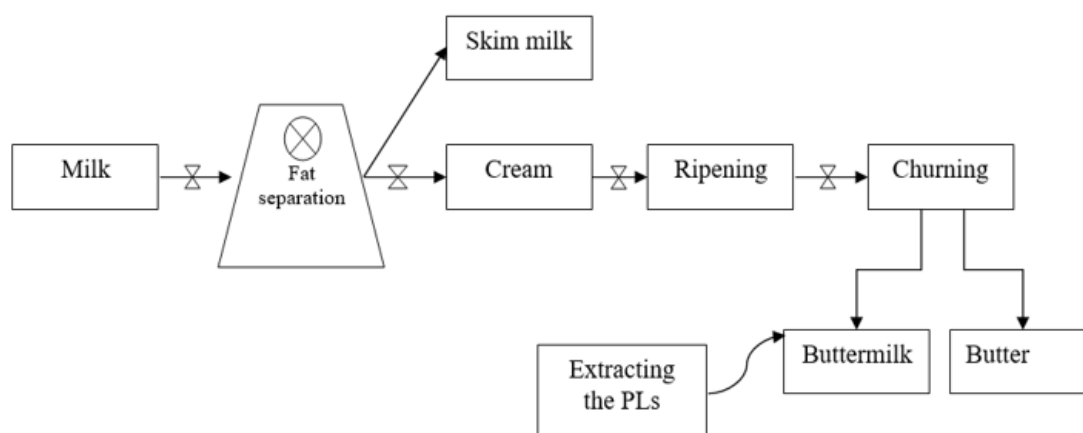 Skim milk
Milk
Fat
separation
Cream
Ripening
Churning
Extracting
the PLs
Buttermilk
Butter